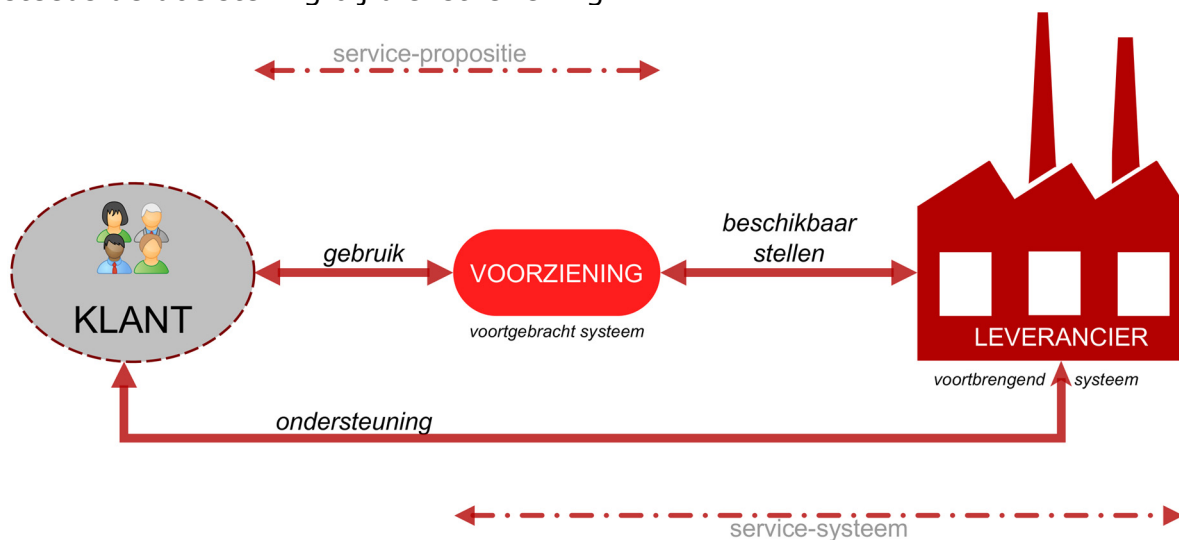 service-propositie
beschikbaar
stellen
gebruik
VOORZIENING
KLANT
voortgebracht systeem
LEVERANCIER
voortbrengend systeem
ondersteuning
service-systeem